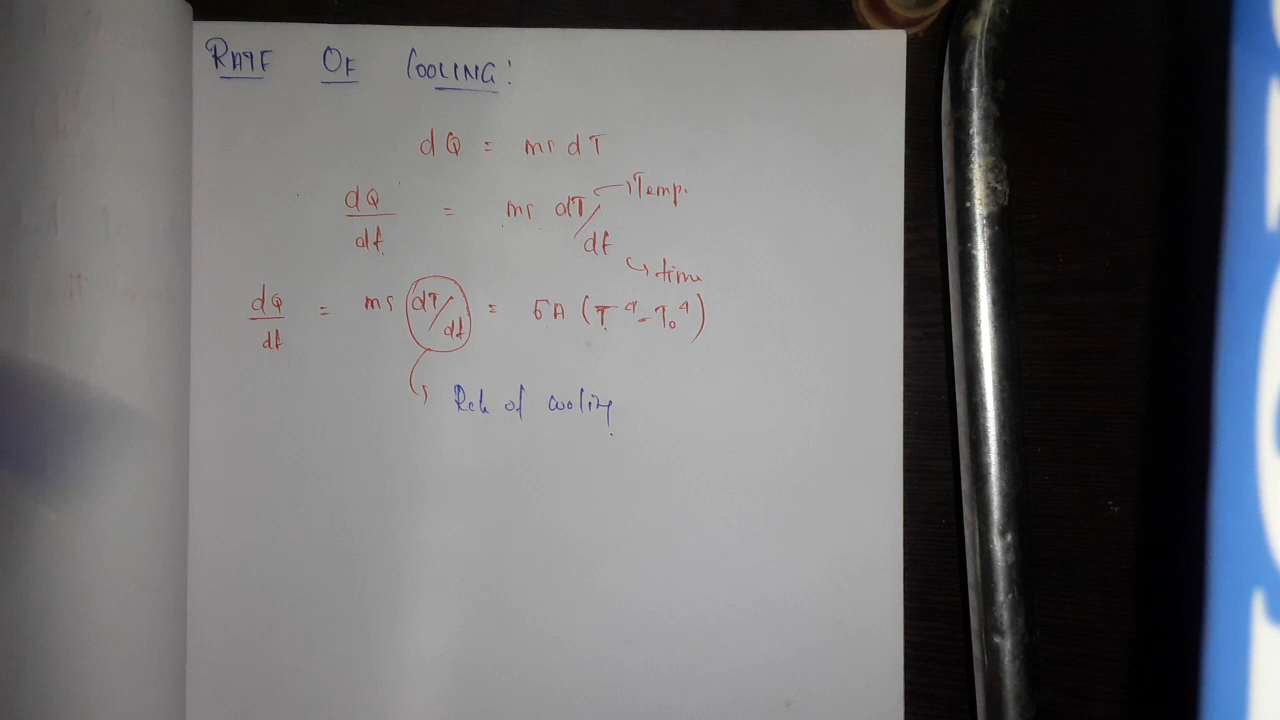 RATE OF COOLING:
dQ = ms dT
dQ/dt = ms dT/dt
Temp.
time
dQ/dt = ms dT/dt = σA (T⁴ - T₀⁴)
Rate of cooling